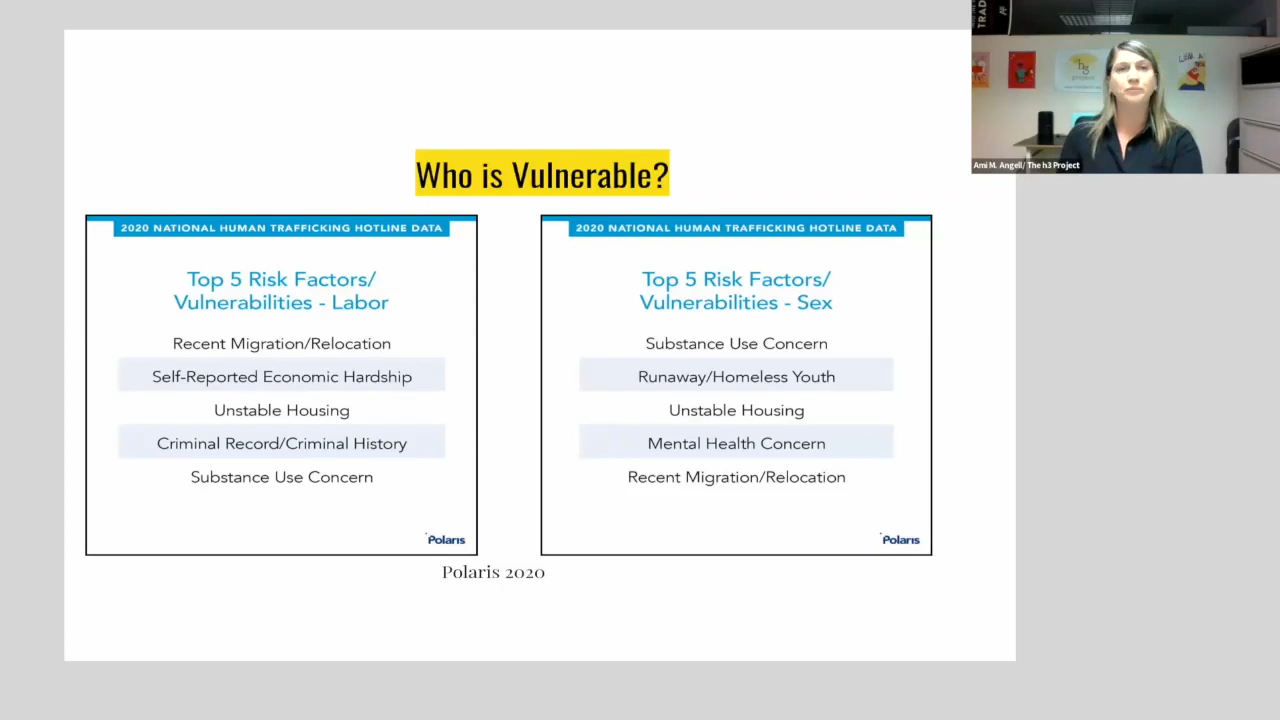 Who is Vulnerable?
2020 NATIONAL HUMAN TRAFFICKING HOTLINE DATA
Top 5 Risk Factors/
Vulnerabilities - Labor
Recent Migration/Relocation
Self-Reported Economic Hardship
Unstable Housing
Criminal Record/Criminal History
Substance Use Concern
Polaris
2020 NATIONAL HUMAN TRAFFICKING HOTLINE DATA
Top 5 Risk Factors/
Vulnerabilities - Sex
Substance Use Concern
Runaway/Homeless Youth
Unstable Housing
Mental Health Concern
Recent Migration/Relocation
Polaris
Polaris 2020
TRAD
h3
Ami M. Angell/ The h3 Project